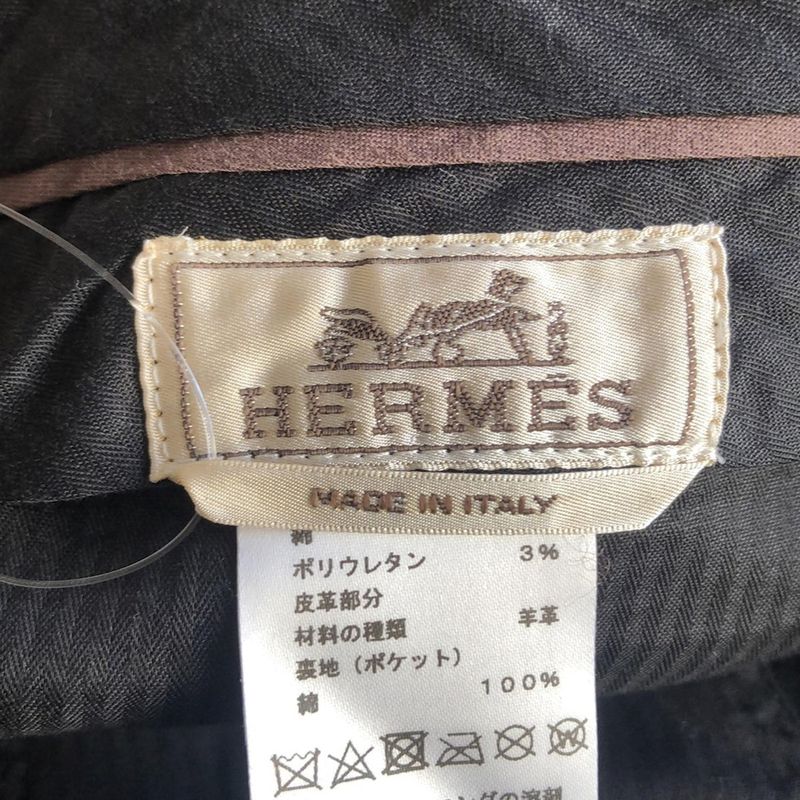 HERMES
MADE IN ITALY
綿
ポリウレタン 3%
皮革部分
材料の種類 羊革
裏地(ポケット)
綿 100%